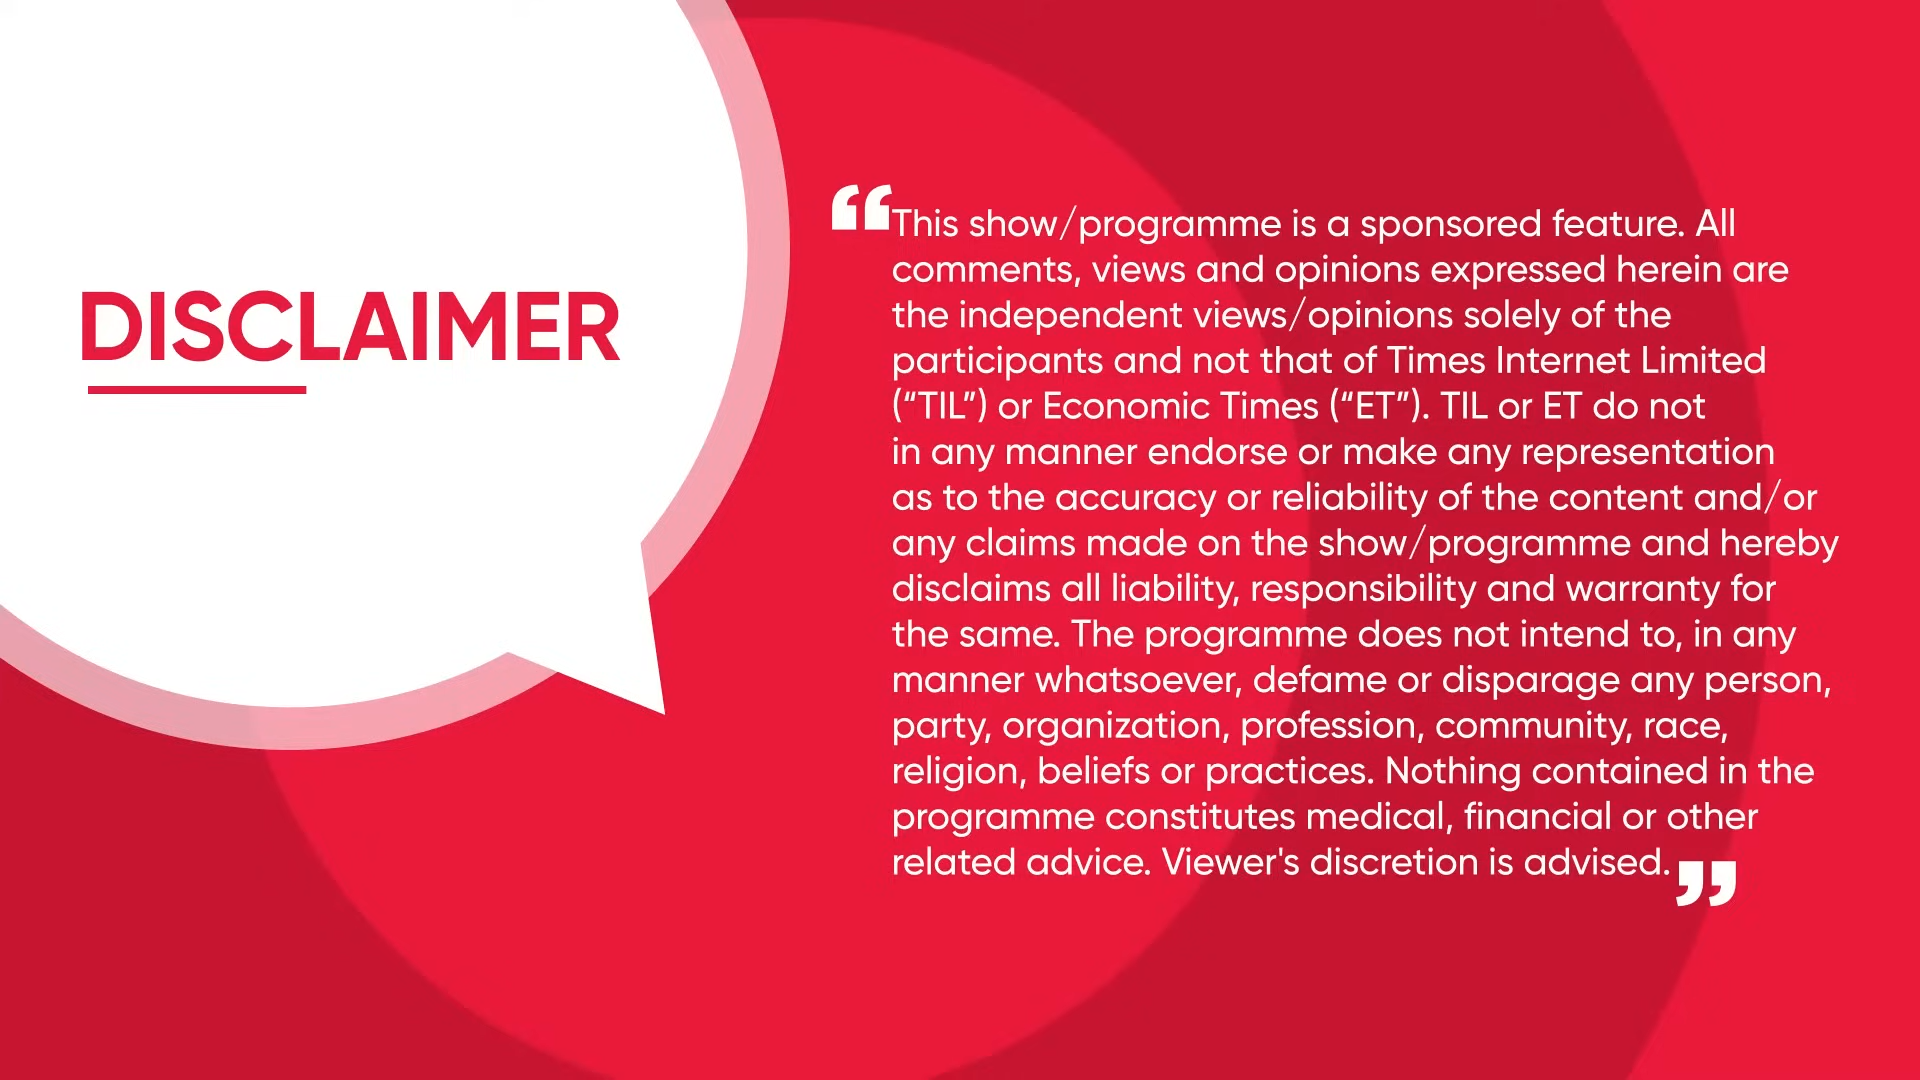 DISCLAIMER
“This show/programme is a sponsored feature. All
comments, views and opinions expressed herein are
the independent views/opinions solely of the
participants and not that of Times Internet Limited
(“TIL”) or Economic Times (“ET”). TIL or ET do not
in any manner endorse or make any representation
as to the accuracy or reliability of the content and/or
any claims made on the show/programme and hereby
disclaims all liability, responsibility and warranty for
the same. The programme does not intend to, in any
manner whatsoever, defame or disparage any person,
party, organization, profession, community, race,
religion, beliefs or practices. Nothing contained in the
programme constitutes medical, financial or other
related advice. Viewer's discretion is advised.”